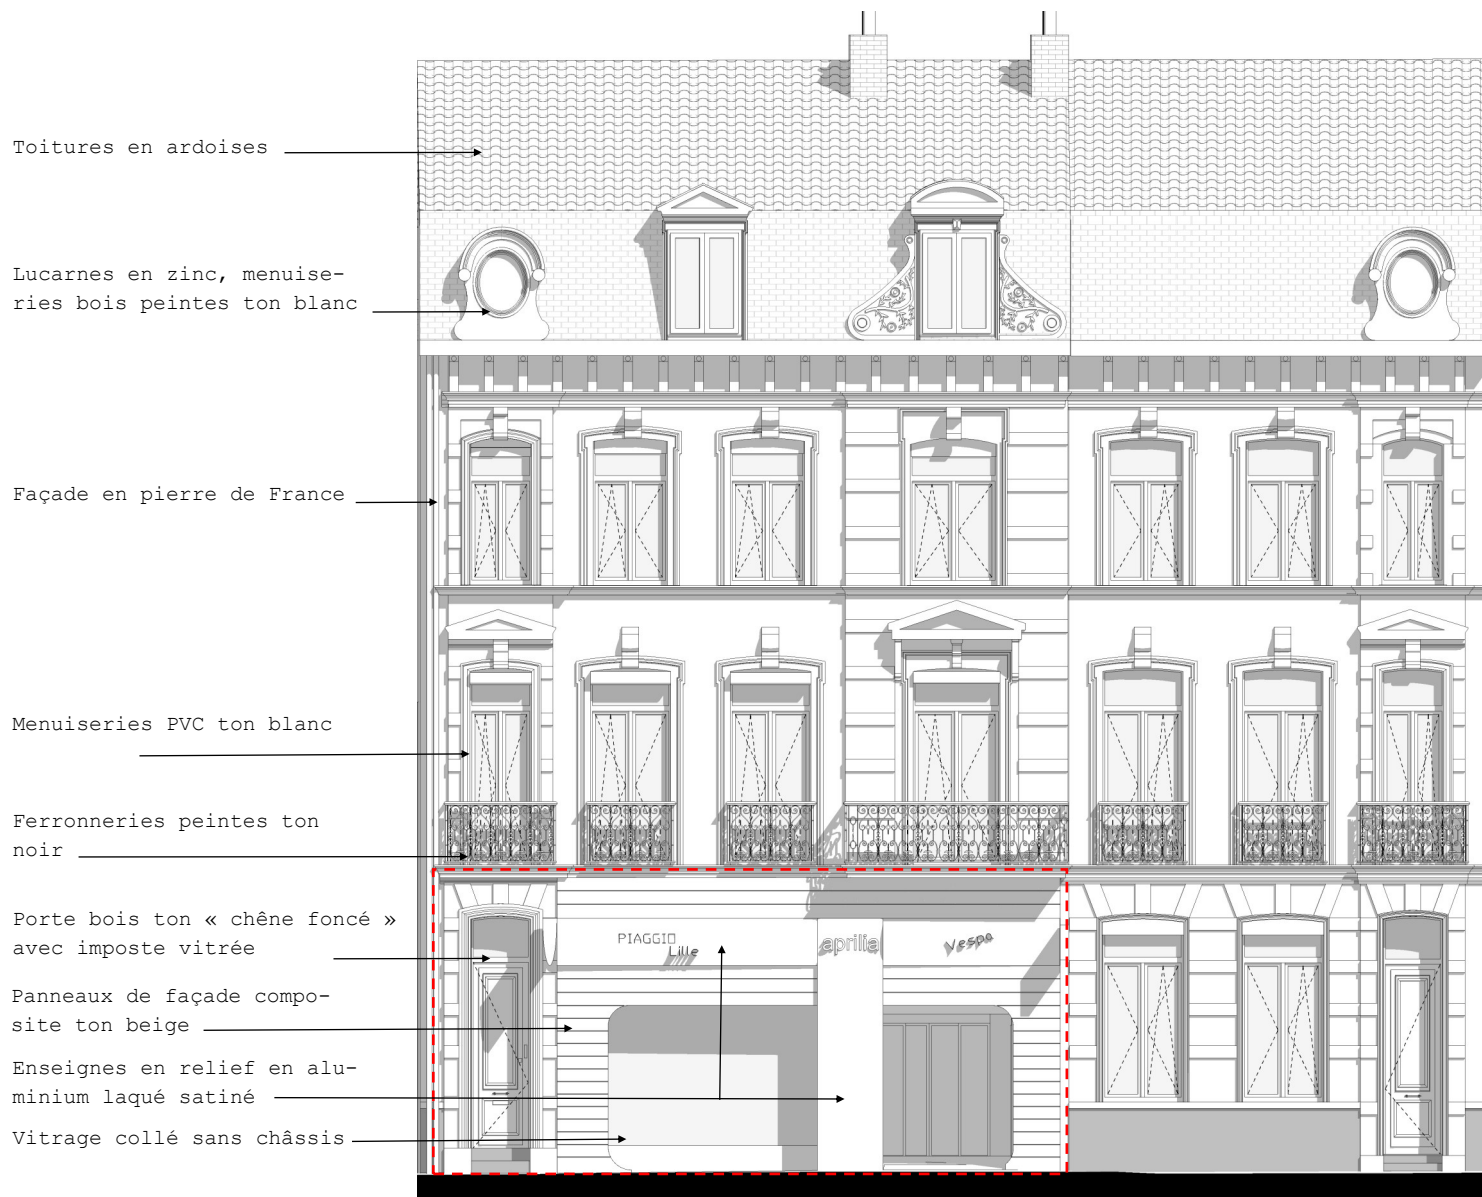 Toitures en ardoises
Lucarnes en zinc, menuise-
ries bois peintes ton blanc
Façade en pierre de France
Menuiseries PVC ton blanc
Ferronneries peintes ton
noir
Porte bois ton « chêne foncé »
avec imposte vitrée
Panneaux de façade compo-
site ton beige
Enseignes en relief en alu-
minium laqué satiné
Vitrage collé sans châssis
PIAGGIO
Lille
aprilia
Vespa